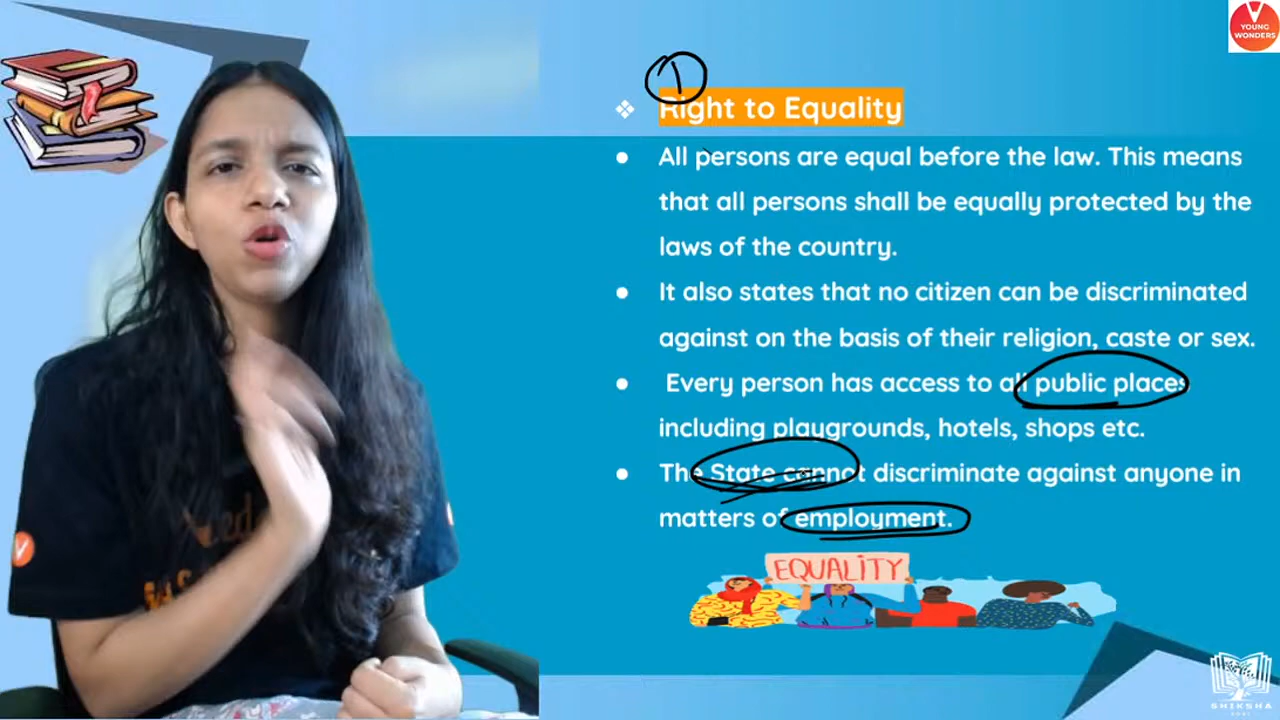 YOUNG
WONDERS
1
❖ Right to Equality
● All persons are equal before the law. This means
that all persons shall be equally protected by the
laws of the country.
● It also states that no citizen can be discriminated
against on the basis of their religion, caste or sex.
● Every person has access to all public places
including playgrounds, hotels, shops etc.
● The State cannot discriminate against anyone in
matters of employment.
EQUALITY
SHIKSHA